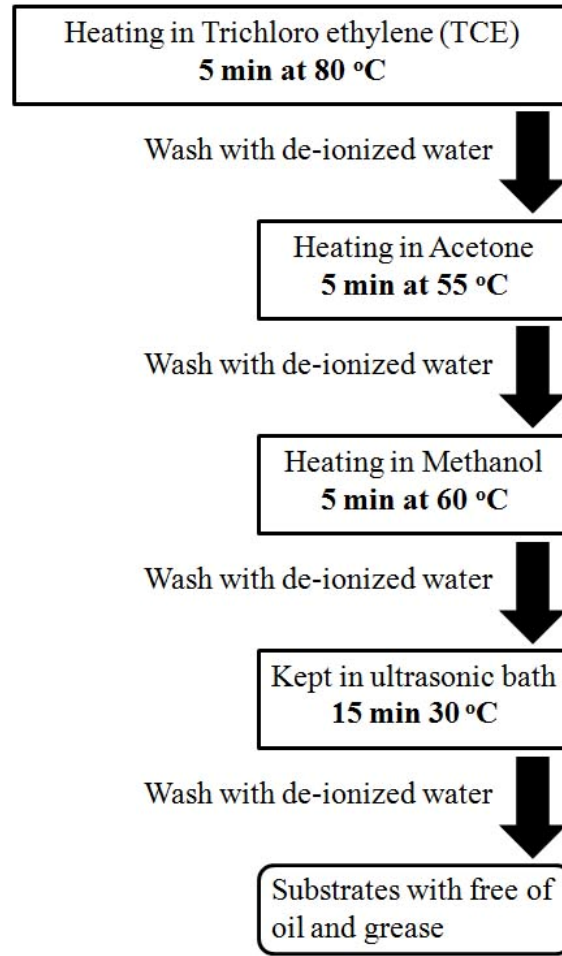 Heating in Trichloro ethylene (TCE)
5 min at 80 °C
Wash with de-ionized water
Heating in Acetone
5 min at 55 °C
Wash with de-ionized water
Heating in Methanol
5 min at 60 °C
Wash with de-ionized water
Kept in ultrasonic bath
15 min 30 °C
Wash with de-ionized water
Substrates with free of
oil and grease